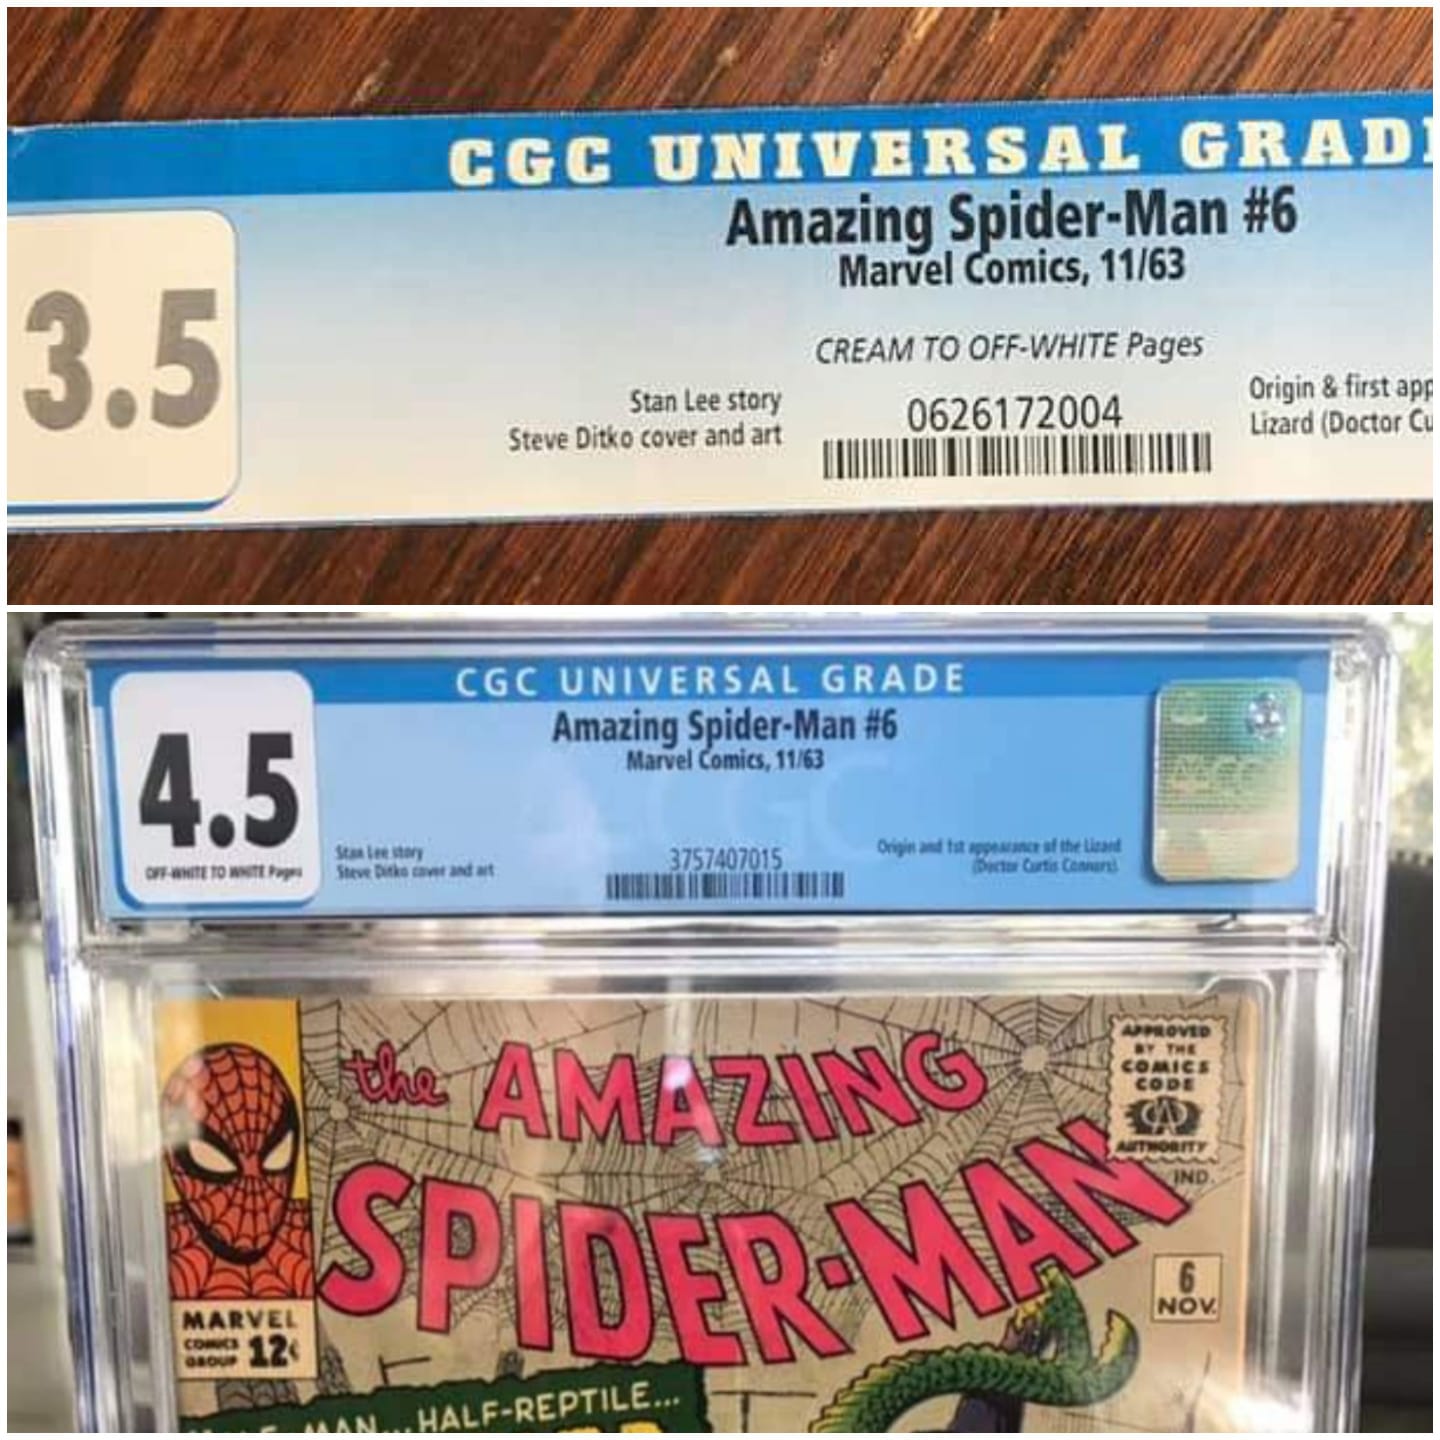 CGC UNIVERSAL GRAD
Amazing Spider-Man #6
Marvel Comics, 11/63
3.5
CREAM TO OFF-WHITE Pages
Stan Lee story
Steve Ditko cover and art
0626172004
Origin & first app
Lizard (Doctor Cu
CGC UNIVERSAL GRADE
4.5
OFF-WHITE TO WHITE Pages
Amazing Spider-Man #6
Marvel Comics, 11/63
Stan Lee story
Steve Ditko cover and art
3757407015
Origin and 1st appearance of the Lizard
(Doctor Curtis Connors).
CGC
the AMAZING
SPIDER-MAN
APPROVED
BY THE
COMICS
CODE
A
AUTHORITY
IND.
6
NOV.
MARVEL
COMICS
GROUP
12¢
MAN...HALF-REPTILE...